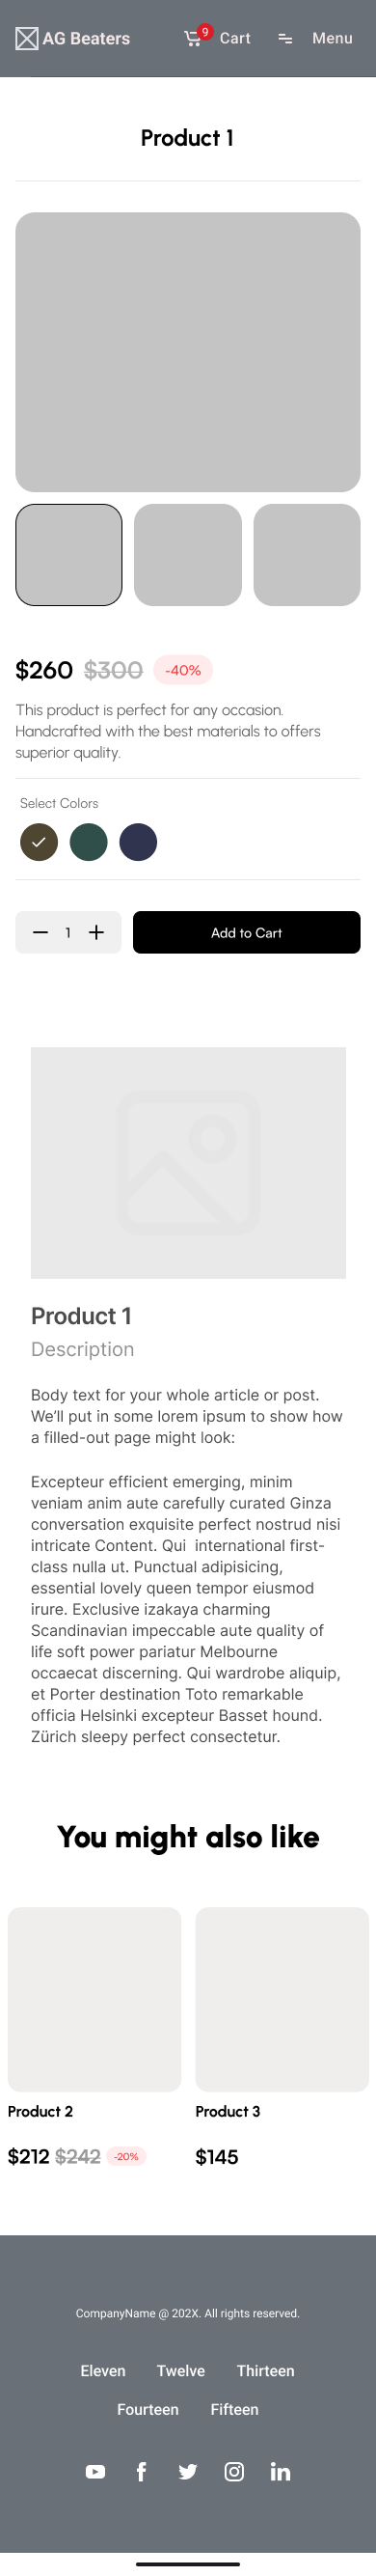 AG Beaters 9 Cart Menu
Product 1
$260 $300 -40%
This product is perfect for any occasion.
Handcrafted with the best materials to offers
superior quality.
Select Colors
1 Add to Cart
Product 1
Description
Body text for your whole article or post.
We’ll put in some lorem ipsum to show how
a filled-out page might look:
Excepteur efficient emerging, minim
veniam anim aute carefully curated Ginza
conversation exquisite perfect nostrud nisi
intricate Content. Qui  international first-
class nulla ut. Punctual adipisicing,
essential lovely queen tempor eiusmod
irure. Exclusive izakaya charming
Scandinavian impeccable aute quality of
life soft power pariatur Melbourne
occaecat discerning. Qui wardrobe aliquip,
et Porter destination Toto remarkable
officia Helsinki excepteur Basset hound.
Zürich sleepy perfect consectetur.
You might also like
Product 2 Product 3
$212 $242 -20% $145
CompanyName @ 202X. All rights reserved.
Eleven Twelve Thirteen
Fourteen Fifteen